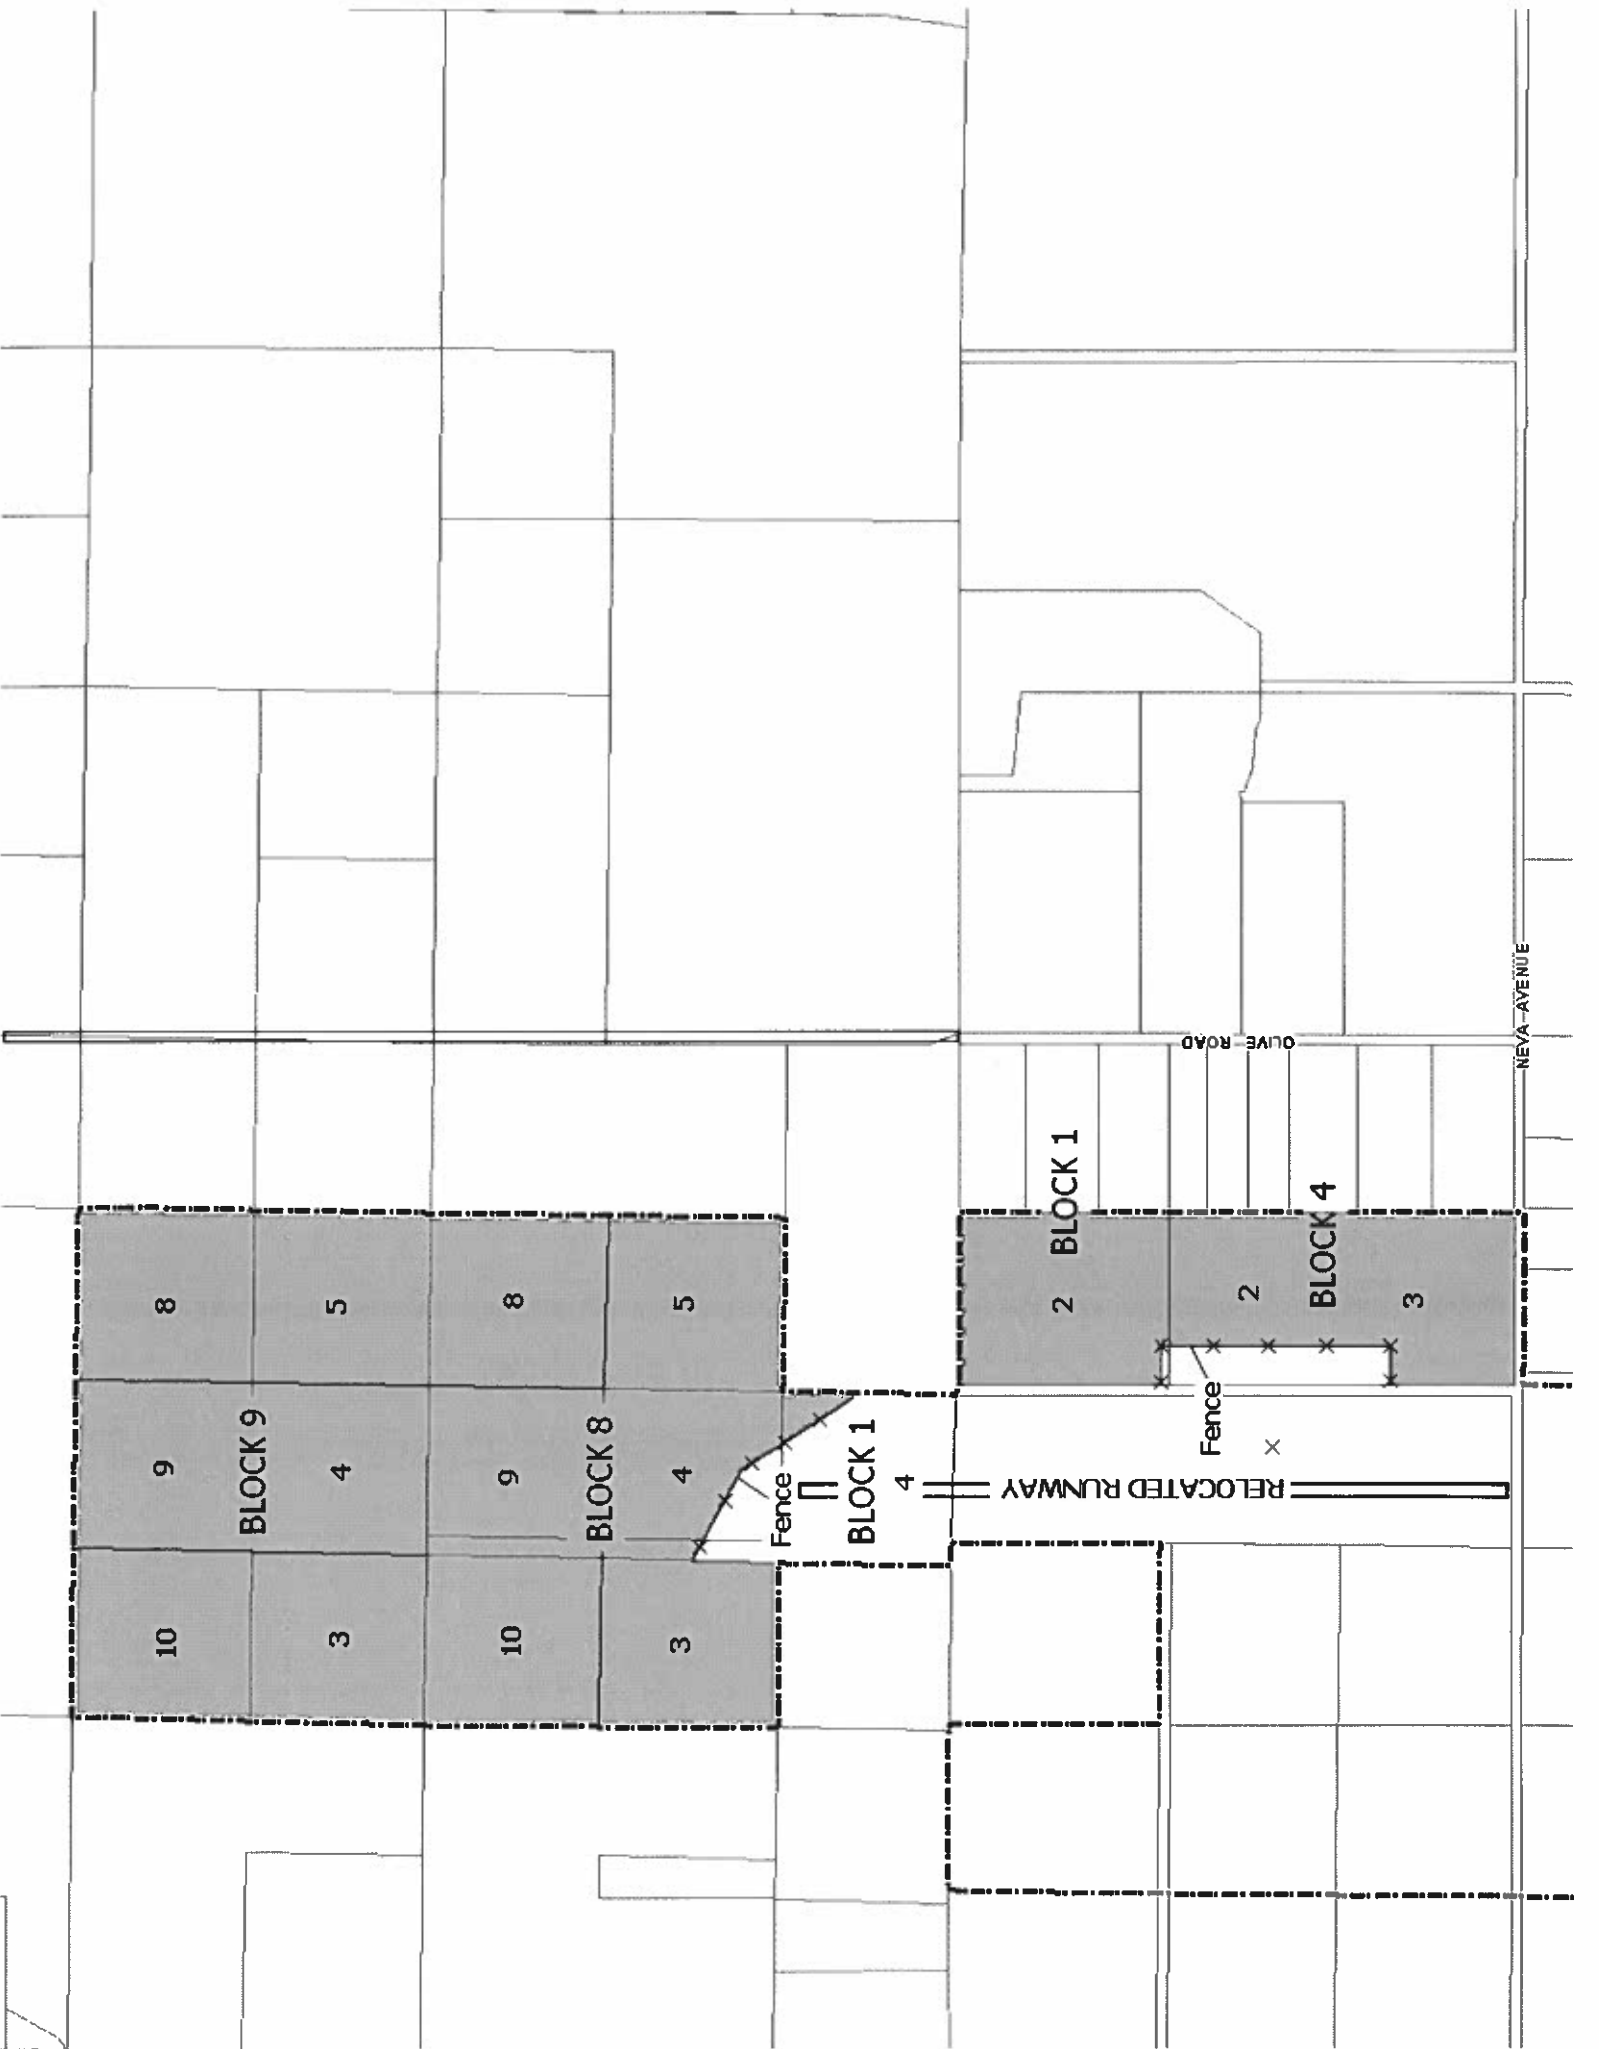 10 9 8
BLOCK 9
3 4 5
10 9 8
BLOCK 8
3 4 5
Fence
BLOCK 1
4
RELOCATED RUNWAY
2 BLOCK 1
Fence
OLIVE ROAD
2
BLOCK 4
3
NEVA AVENUE